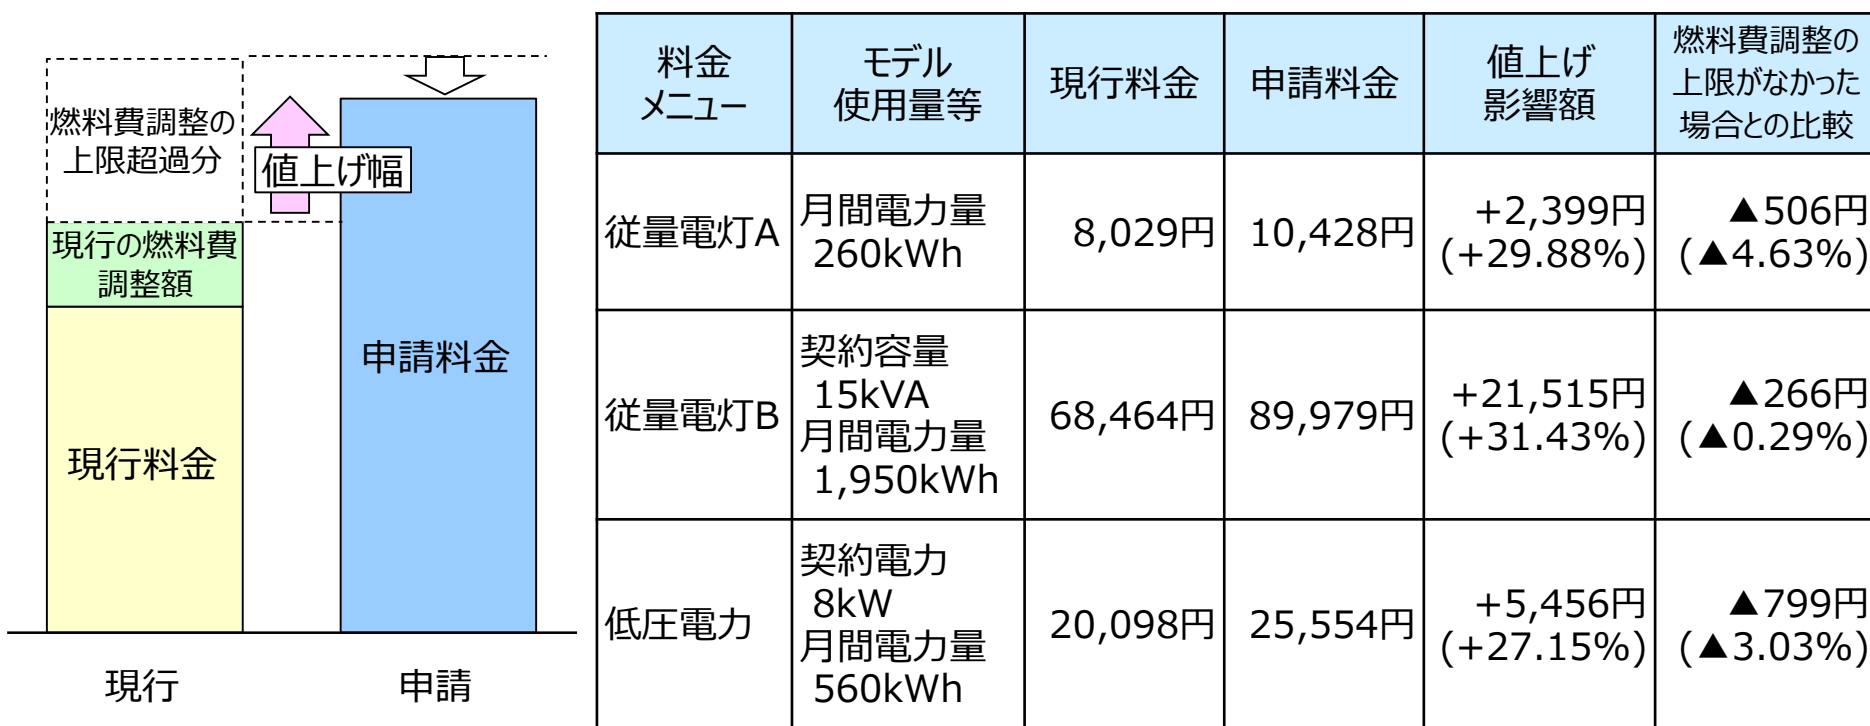 燃料費調整の
上限超過分
値上げ幅
現行の燃料費
調整額
現行料金
申請料金
現行
申請
料金
メニュー
モデル
使用量等
現行料金
申請料金
値上げ
影響額
燃料費調整の
上限がなかった
場合との比較
従量電灯A
月間電力量
260kWh
8,029円
10,428円
+2,399円
(+29.88%)
▲506円
(▲4.63%)
従量電灯B
契約容量
15kVA
月間電力量
1,950kWh
68,464円
89,979円
+21,515円
(+31.43%)
▲266円
(▲0.29%)
低圧電力
契約電力
8kW
月間電力量
560kWh
20,098円
25,554円
+5,456円
(+27.15%)
▲799円
(▲3.03%)